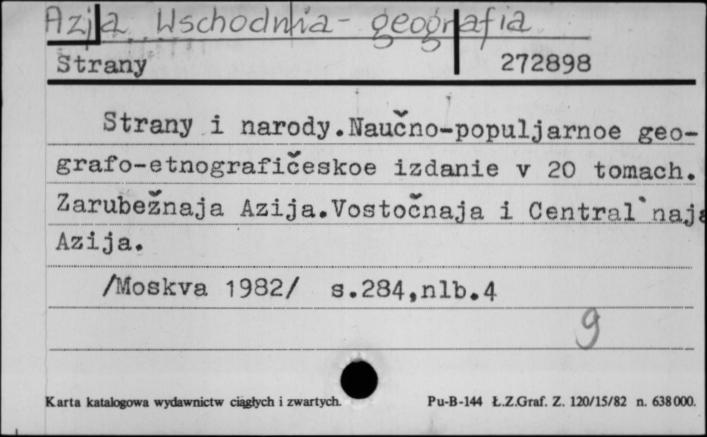 Azja Wschodnia - geografia
Strany 272898
Strany i narody.Naučno-populjarnoe geo-
grafo-etnografičeskoe izdanie v 20 tomach.
Zarubežnaja Azija.Vostočnaja i Central`naja
Azija.
/Moskva 1982/ s.284,nlb.4
9
Karta katalogowa wydawnictw ciągłych i zwartych. Pu-B-144 Ł.Z.Graf. Z. 120/15/82 n. 638000.